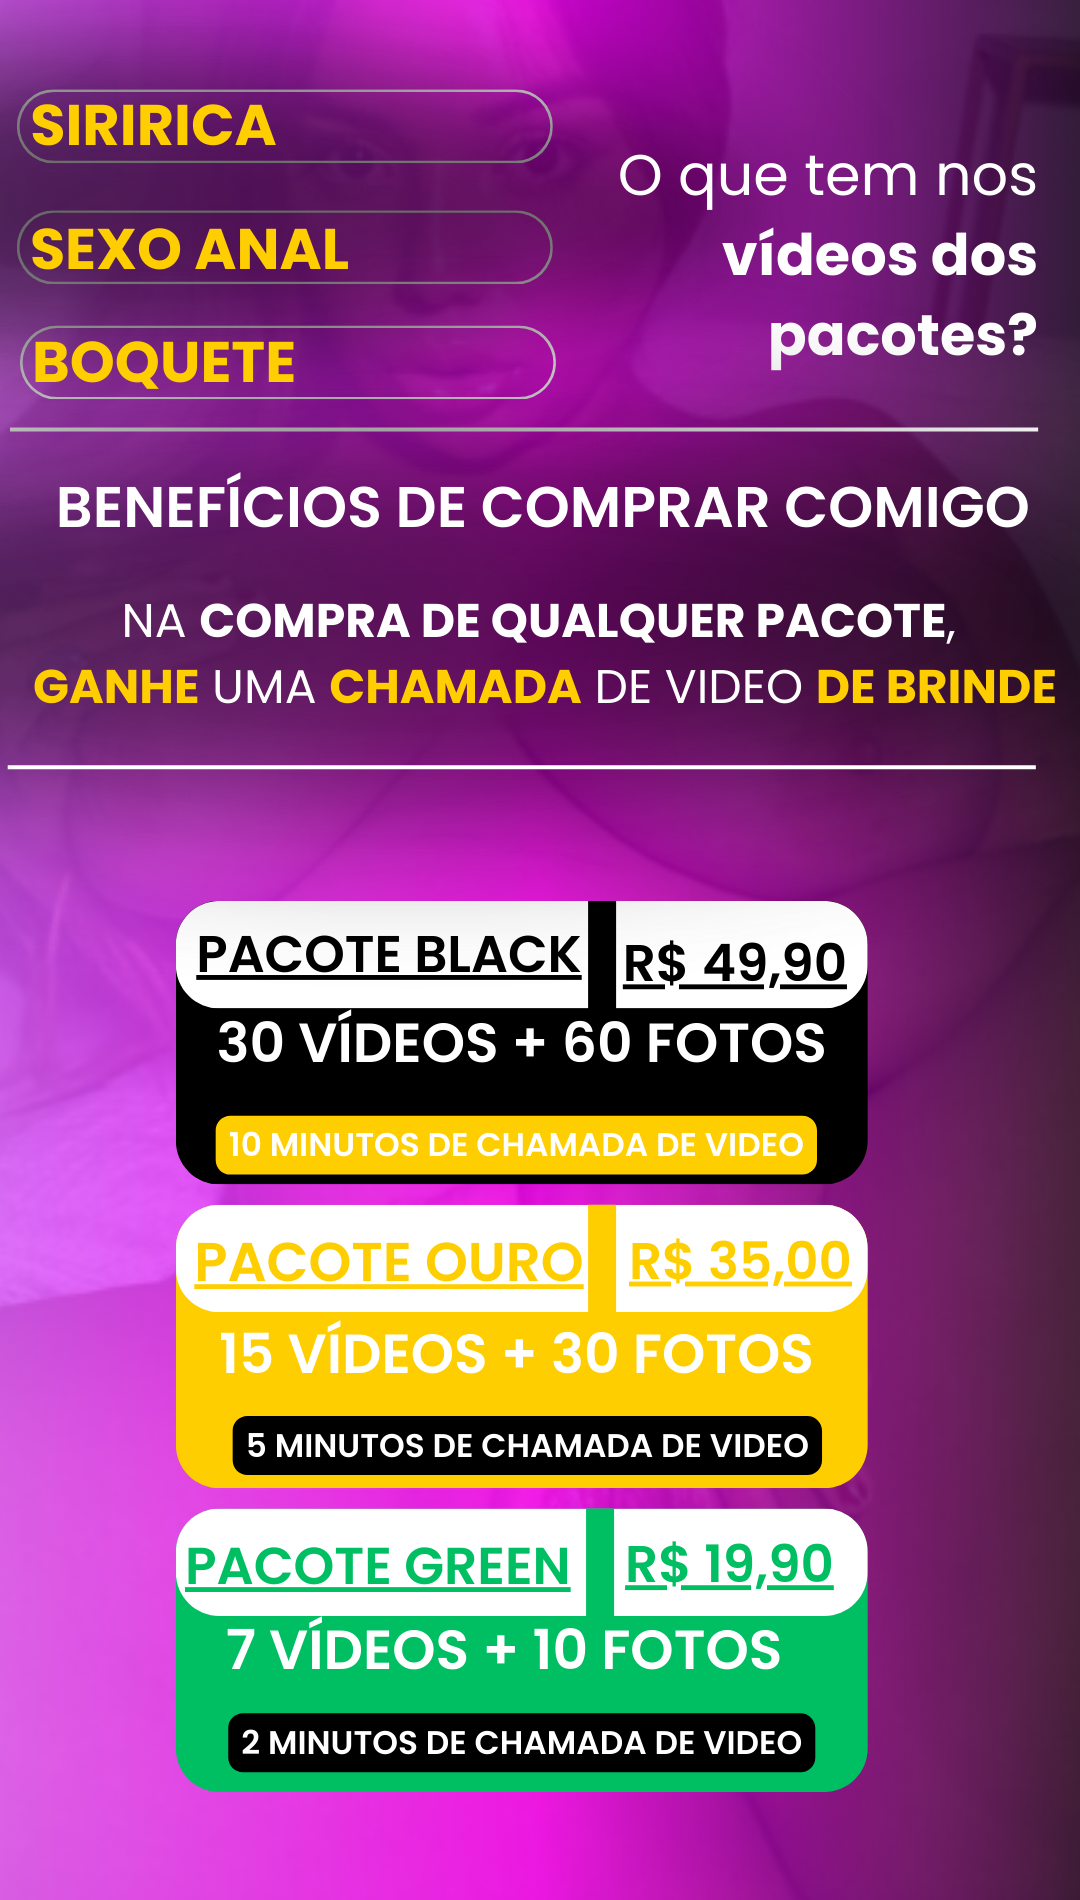 SIRIRICA
SEXO ANAL
BOQUETE
O que tem nos
vídeos dos
pacotes?
BENEFÍCIOS DE COMPRAR COMIGO
NA COMPRA DE QUALQUER PACOTE,
GANHE UMA CHAMADA DE VIDEO DE BRINDE
PACOTE BLACK R$ 49,90
30 VÍDEOS + 60 FOTOS
10 MINUTOS DE CHAMADA DE VIDEO
PACOTE OURO R$ 35,00
15 VÍDEOS + 30 FOTOS
5 MINUTOS DE CHAMADA DE VIDEO
PACOTE GREEN R$ 19,90
7 VÍDEOS + 10 FOTOS
2 MINUTOS DE CHAMADA DE VIDEO